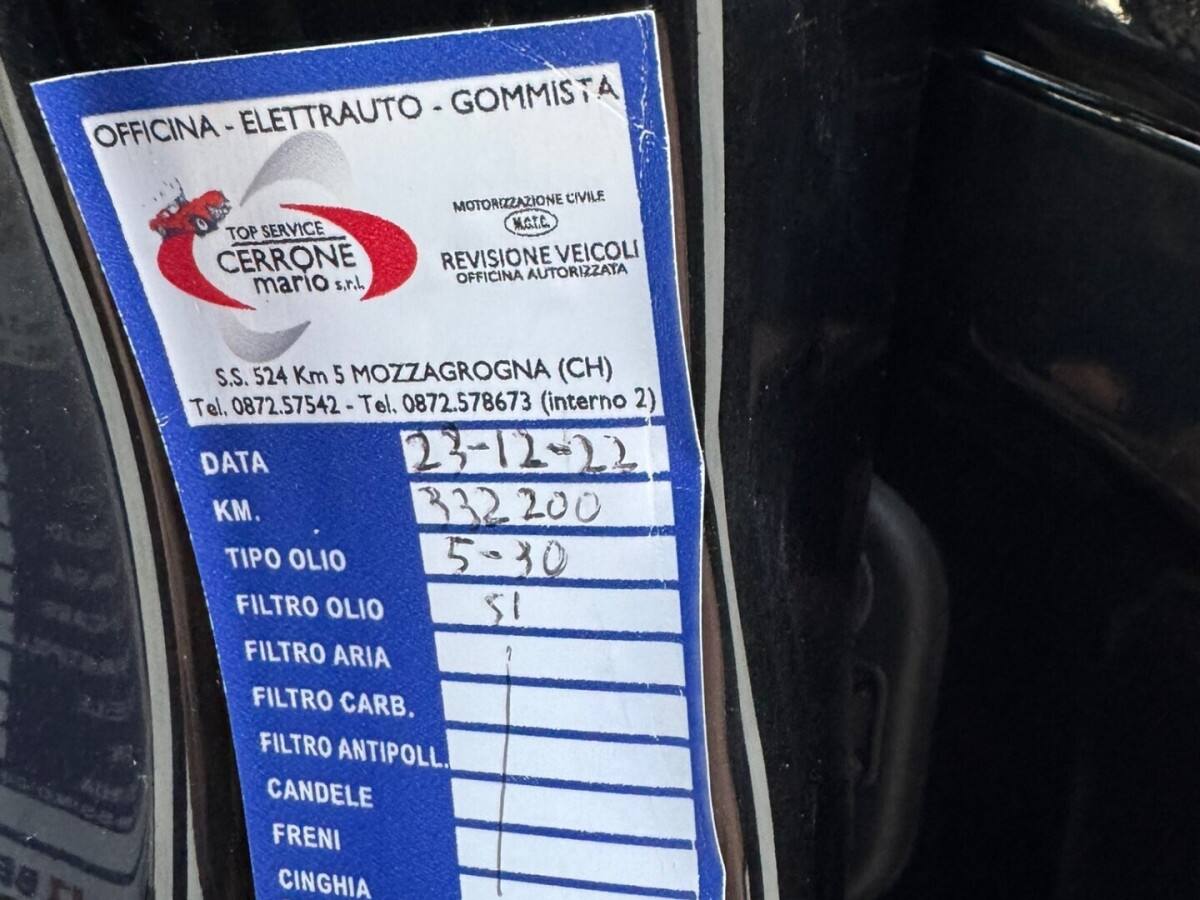 OFFICINA - ELETTRAUTO - GOMMISTA
TOP SERVICE
CERRONE
mario s.r.l.
MOTORIZZAZIONE CIVILE
M.C.T.C.
REVISIONE VEICOLI
OFFICINA AUTORIZZATA
S.S. 524 Km 5 MOZZAGROGNA (CH)
Tel. 0872.57542 - Tel. 0872.578673 (interno 2)
DATA 23-12-22
KM. 332200
TIPO OLIO 5-30
FILTRO OLIO SI
FILTRO ARIA
FILTRO CARB.
FILTRO ANTIPOLL.
CANDELE
FRENI
CINGHIA